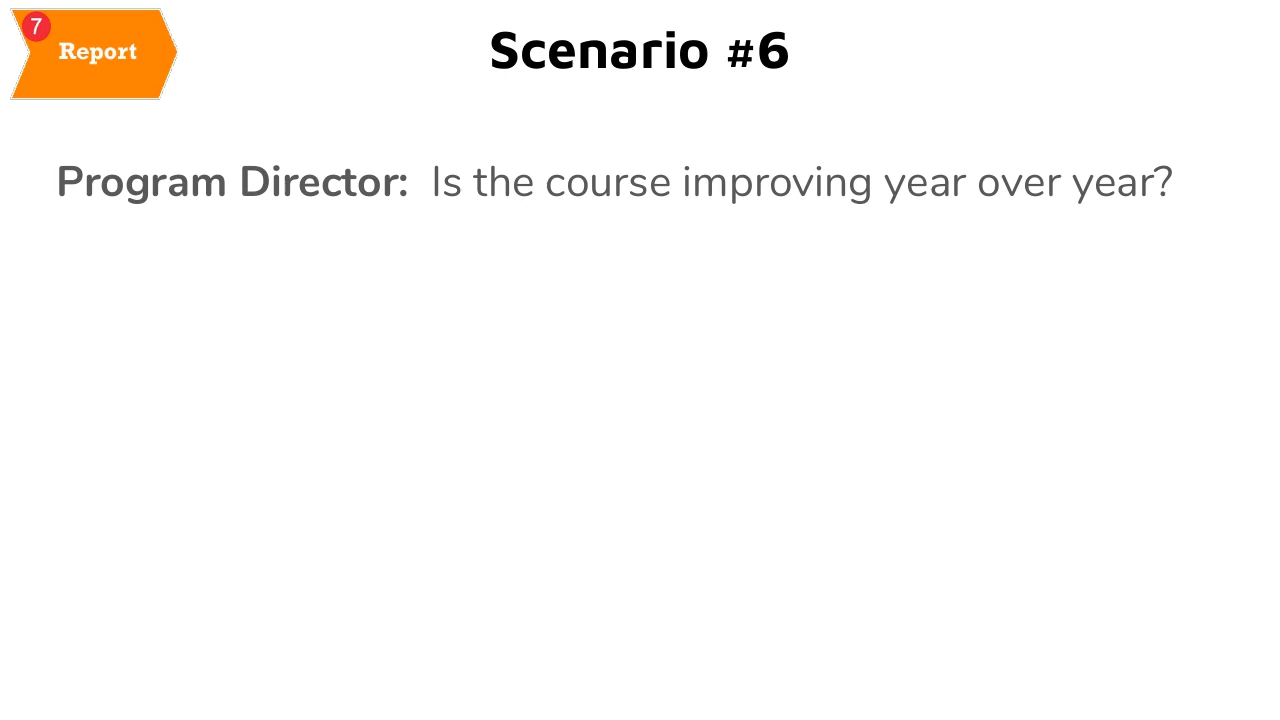 7
Report
Scenario #6
Program Director: Is the course improving year over year?